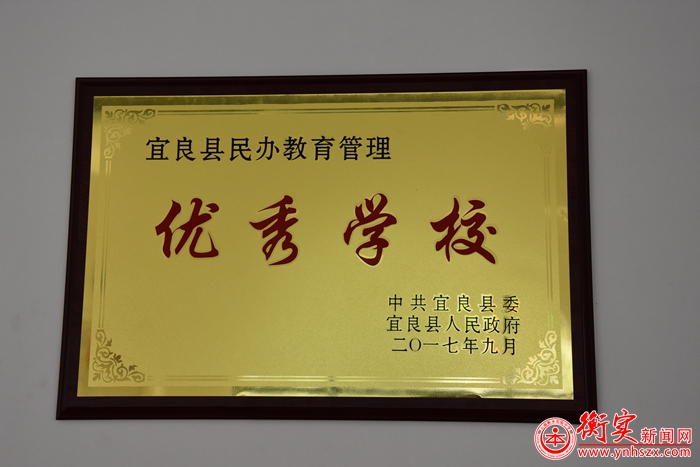 宜良县民办教育管理
优秀学校
中共宜良县委
宜良县人民政府
二〇一七年九月
衡实新闻网
www.ynhszx.com